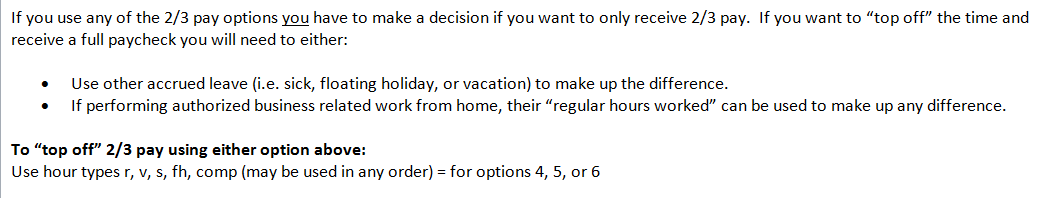 If you use any of the 2/3 pay options you have to make a decision if you want to only receive 2/3 pay.  If you want to “top off” the time and
receive a full paycheck you will need to either:
• Use other accrued leave (i.e. sick, floating holiday, or vacation) to make up the difference.
• If performing authorized business related work from home, their “regular hours worked” can be used to make up any difference.
To “top off” 2/3 pay using either option above:
Use hour types r, v, s, fh, comp (may be used in any order) = for options 4, 5, or 6